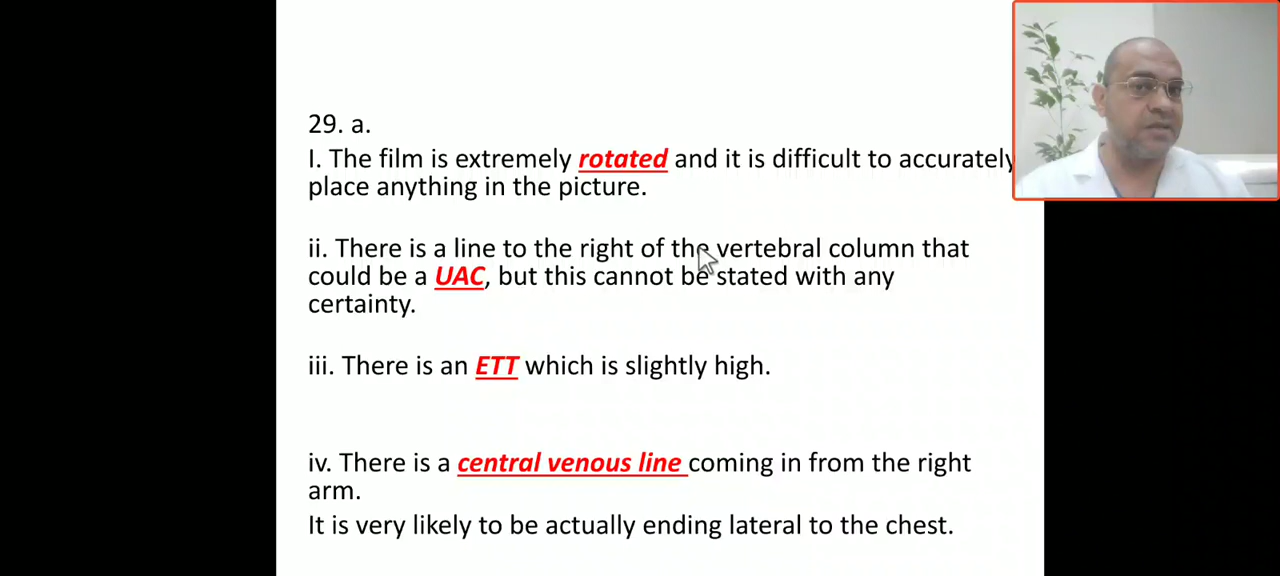 29. a.
I. The film is extremely rotated and it is difficult to accurately
place anything in the picture.
ii. There is a line to the right of the vertebral column that
could be a UAC, but this cannot be stated with any
certainty.
iii. There is an ETT which is slightly high.
iv. There is a central venous line coming in from the right
arm.
It is very likely to be actually ending lateral to the chest.